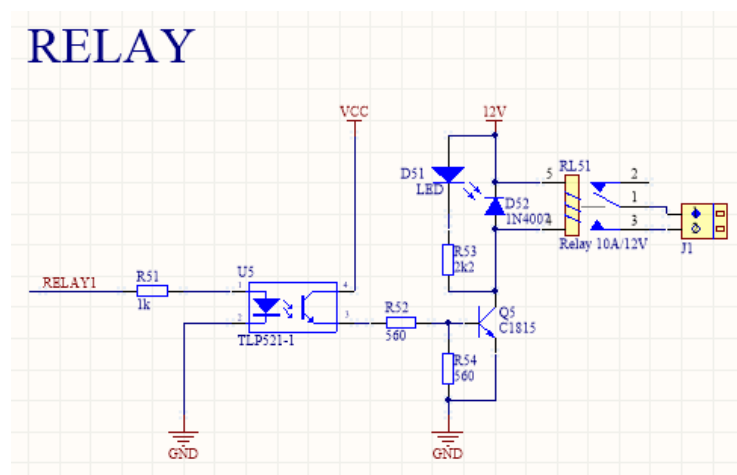 RELAY
VCC
12V
D51
LED
D52
1N4007
RL51
5
2
1
4
3
Relay 10A/12V
J1
R53
2k2
RELAY1
R51
1k
U5
1
4
2
3
TLP521-1
R52
560
Q5
C1815
R54
560
GND
GND